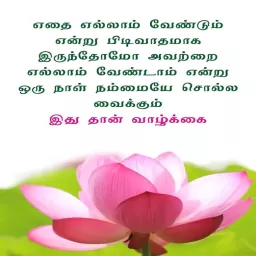 எதை எல்லாம் வேண்டும்
என்று பிடிவாதமாக
இருந்தோமோ அவற்றை
எல்லாம் வேண்டாம் என்று
ஒரு நாள் நம்மையே சொல்ல
வைக்கும்
இது தான் வாழ்க்கை